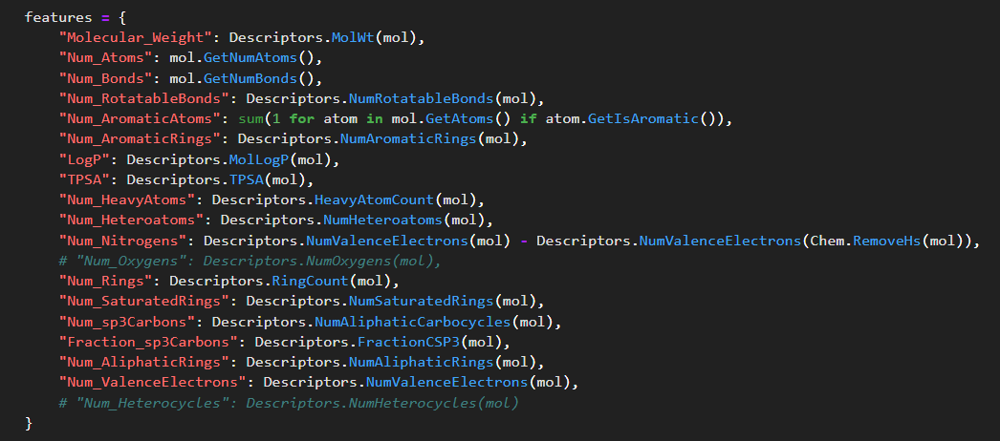 features = {
    "Molecular_Weight": Descriptors.MolWt(mol),
    "Num_Atoms": mol.GetNumAtoms(),
    "Num_Bonds": mol.GetNumBonds(),
    "Num_RotatableBonds": Descriptors.NumRotatableBonds(mol),
    "Num_AromaticAtoms": sum(1 for atom in mol.GetAtoms() if atom.GetIsAromatic()),
    "Num_AromaticRings": Descriptors.NumAromaticRings(mol),
    "LogP": Descriptors.MolLogP(mol),
    "TPSA": Descriptors.TPSA(mol),
    "Num_HeavyAtoms": Descriptors.HeavyAtomCount(mol),
    "Num_Heteroatoms": Descriptors.NumHeteroatoms(mol),
    "Num_Nitrogens": Descriptors.NumValenceElectrons(mol) - Descriptors.NumValenceElectrons(Chem.RemoveHs(mol)),
    # "Num_Oxygens": Descriptors.NumOxygens(mol),
    "Num_Rings": Descriptors.RingCount(mol),
    "Num_SaturatedRings": Descriptors.NumSaturatedRings(mol),
    "Num_sp3Carbons": Descriptors.NumAliphaticCarbocycles(mol),
    "Fraction_sp3Carbons": Descriptors.FractionCSP3(mol),
    "Num_AliphaticRings": Descriptors.NumAliphaticRings(mol),
    "Num_ValenceElectrons": Descriptors.NumValenceElectrons(mol),
    # "Num_Heterocycles": Descriptors.NumHeterocycles(mol)
}